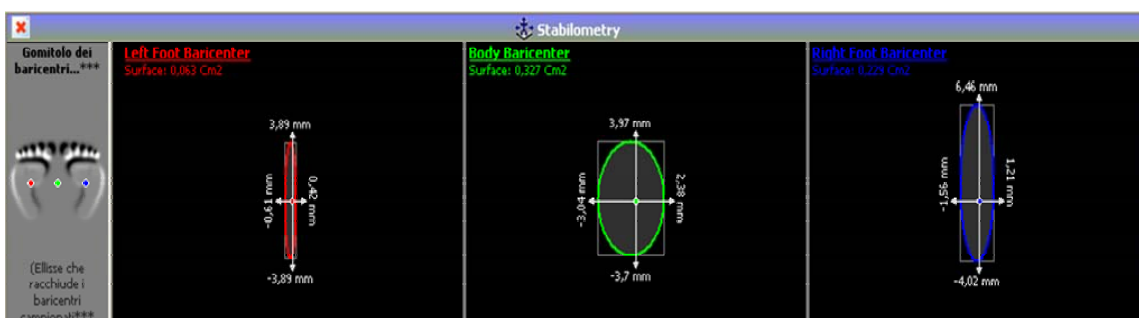 Stabilometry
Gomitolo dei
baricentri...***
(Ellisse che
racchiude i
baricentri
campionati***
Left Foot Baricenter
Surface: 0,063 Cm2
3,89 mm
-0,61 mm
0,42 mm
-3,89 mm
Body Baricenter
Surface: 0,327 Cm2
3,97 mm
-3,04 mm
2,38 mm
-3,7 mm
Right Foot Baricenter
Surface: 0,229 Cm2
6,46 mm
-1,56 mm
1,21 mm
-4,02 mm